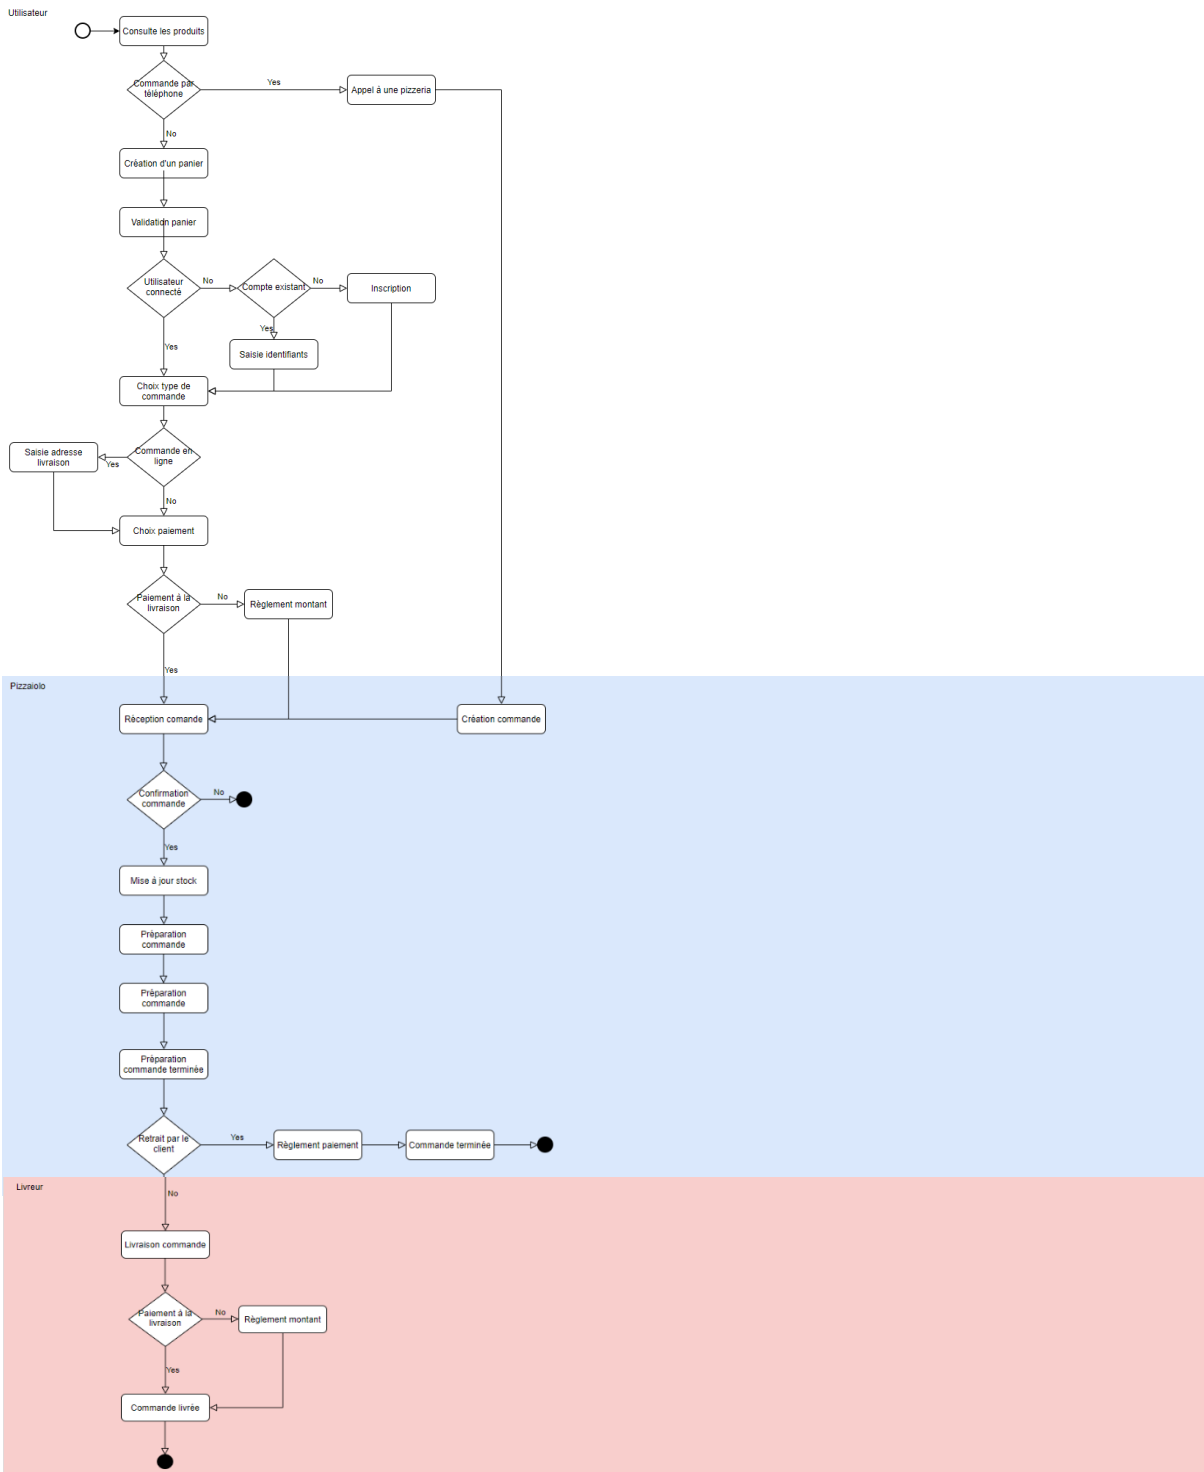 Utilisateur
Consulte les produits
Commande par
téléphone
Yes
Appel à une pizzeria
No
Création d'un panier
Validation panier
Utilisateur
connecté
No
Compte existant
No
Inscription
Yes
Saisie identifiants
Yes
Choix type de
commande
Commande en
ligne
Yes
Saisie adresse
livraison
No
Choix paiement
Paiement à la
livraison
No
Règlement montant
Yes
Pizzaiolo
Réception comande
Création commande
Confirmation
commande
No
Yes
Mise à jour stock
Préparation
commande
Préparation
commande
Préparation
commande terminée
Retrait par le
client
Yes
Règlement paiement
Commande terminée
Livreur
No
Livraison commande
Paiement à la
livraison
No
Règlement montant
Yes
Commande livrée